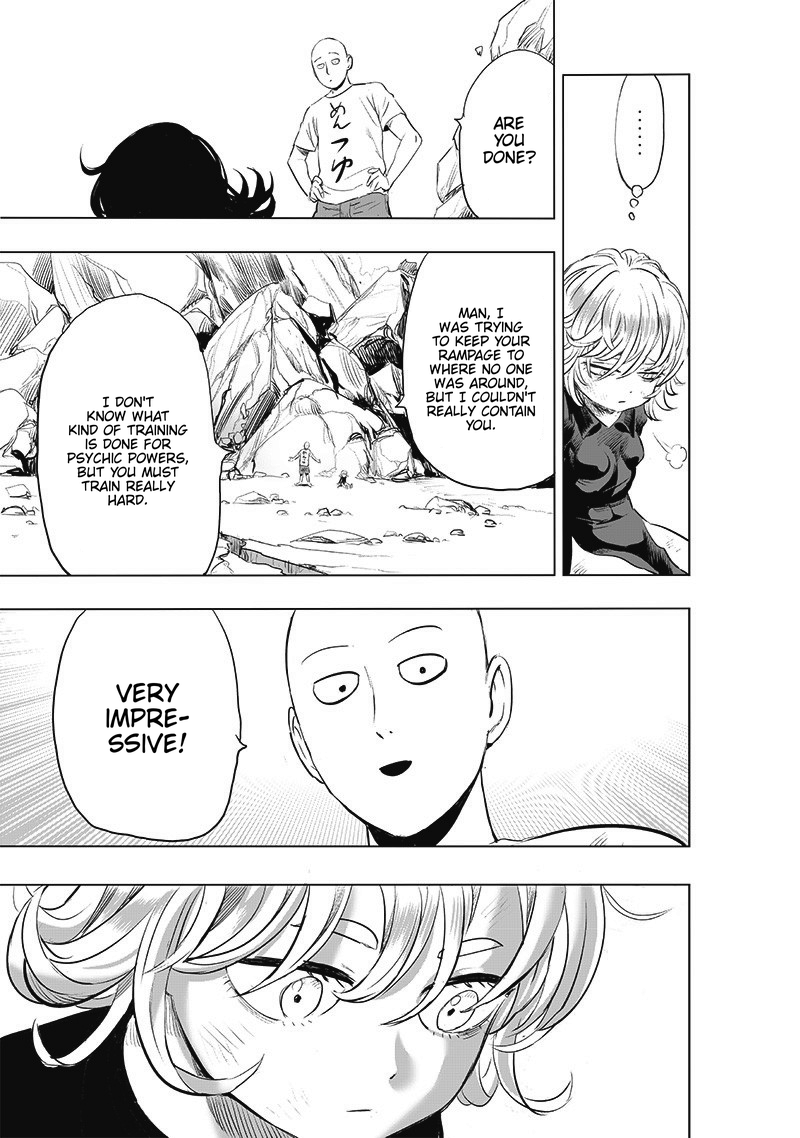 ......
ARE
YOU
DONE?
めんつゆ
MAN, I
WAS TRYING
TO KEEP YOUR
RAMPAGE TO
WHERE NO ONE
WAS AROUND,
BUT I COULDN'T
REALLY CONTAIN
YOU.
I DON'T
KNOW WHAT
KIND OF TRAINING
IS DONE FOR
PSYCHIC POWERS,
BUT YOU MUST
TRAIN REALLY
HARD.
VERY
IMPRE-
SSIVE!